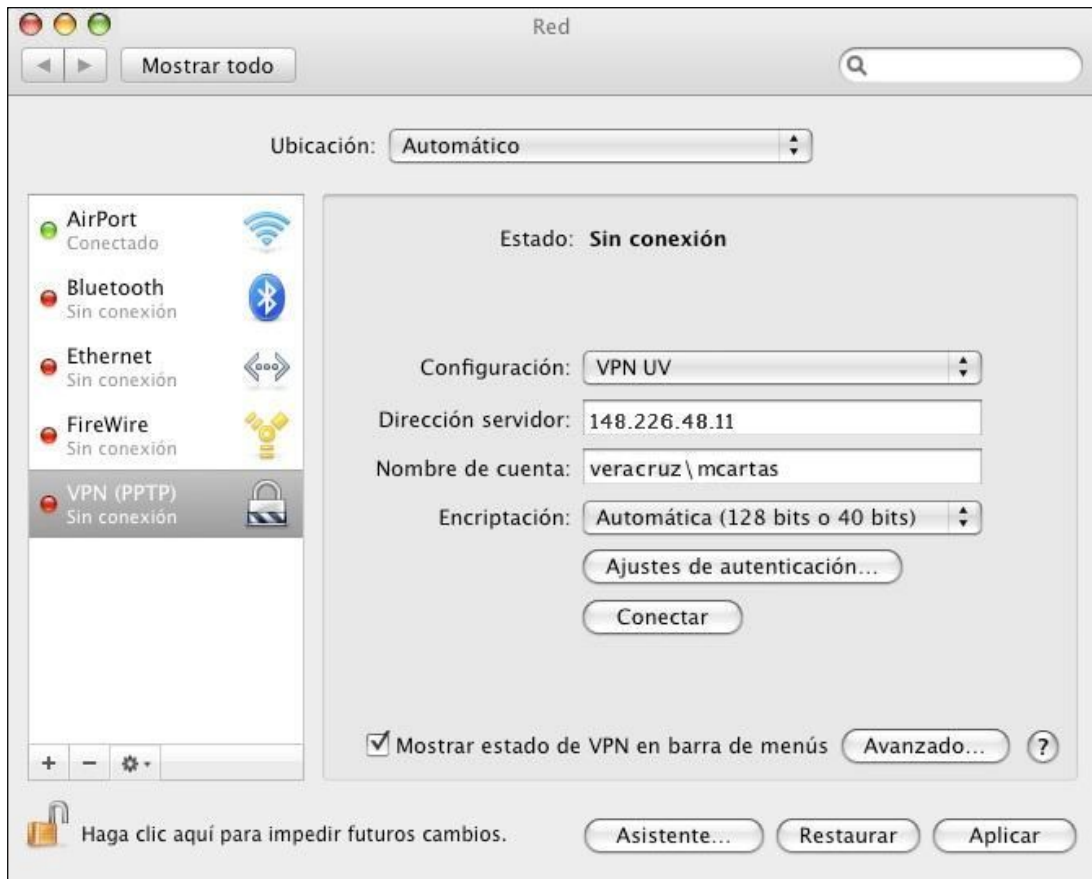 Red
Mostrar todo
Ubicación: Automático
AirPort
Conectado
Bluetooth
Sin conexión
Ethernet
Sin conexión
FireWire
Sin conexión
VPN (PPTP)
Sin conexión
Estado: Sin conexión
Configuración: VPN UV
Dirección servidor: 148.226.48.11
Nombre de cuenta: veracruz\mcartas
Encriptación: Automática (128 bits o 40 bits)
Ajustes de autenticación...
Conectar
Mostrar estado de VPN en barra de menús Avanzado... ?
Haga clic aquí para impedir futuros cambios. Asistente... Restaurar Aplicar